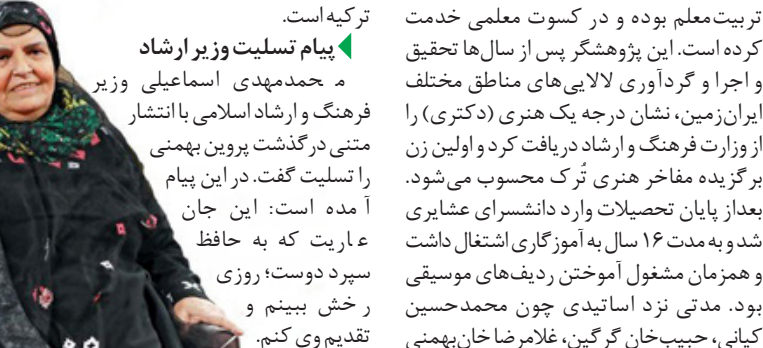 تربیت‌معلم بوده و در کسوت معلمی خدمت
کرده است. این پژوهشگر پس از سال‌ها تحقیق
و اجرا و گردآوری لالایی‌های مناطق مختلف
ایران‌زمین، نشان درجه یک هنری (دکتری) را
از وزارت فرهنگ و ارشاد دریافت کرد و اولین زن
برگزیده مفاخر هنری تُرک محسوب می‌شود.
بعداز پایان تحصیلات وارد دانشسرای عشایری
شد و به مدت ۱۶ سال به آموزگاری اشتغال داشت
و همزمان مشغول آموختن ردیف‌های موسیقی
بود. مدتی نزد اساتیدی چون محمدحسین
کیانی، حبیب‌خان گرگین، غلامرضا خان‌بهمنی
ترکیه‌است.
پیام تسلیت وزیر ارشاد
محمدمهدی اسماعیلی وزیر
فرهنگ و ارشاد اسلامی با انتشار
متنی درگذشت پروین بهمنی
را تسلیت گفت. در این پیام
آمده است: این جان
عاریت که به حافظ
سپرد دوست؛ روزی
رخش ببینم و
تقدیم وی کنم.